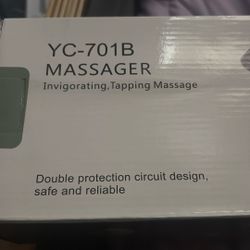 YC-701B
MASSAGER
Invigorating,Tapping Massage
Double protection circuit design,
safe and reliable